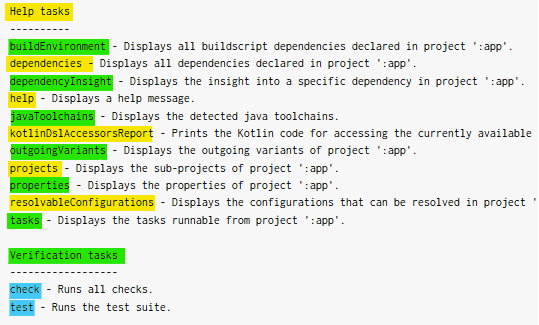 Help tasks
----------
buildEnvironment - Displays all buildscript dependencies declared in project ':app'.
dependencies - Displays all dependencies declared in project ':app'.
dependencyInsight - Displays the insight into a specific dependency in project ':app'.
help - Displays a help message.
javaToolchains - Displays the detected java toolchains.
kotlinDslAccessorsReport - Prints the Kotlin code for accessing the currently available
outgoingVariants - Displays the outgoing variants of project ':app'.
projects - Displays the sub-projects of project ':app'.
properties - Displays the properties of project ':app'.
resolvableConfigurations - Displays the configurations that can be resolved in project '
tasks - Displays the tasks runnable from project ':app'.
Verification tasks
------------------
check - Runs all checks.
test - Runs the test suite.